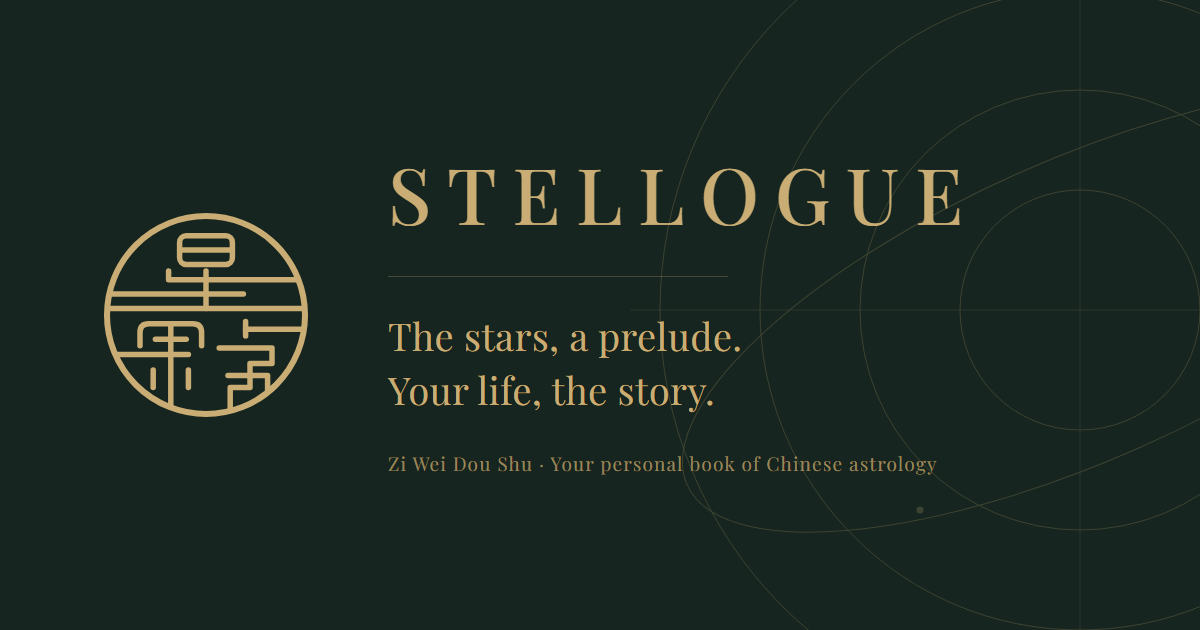 星
STELLOGUE
The stars, a prelude.
Your life, the story.
Zi Wei Dou Shu · Your personal book of Chinese astrology